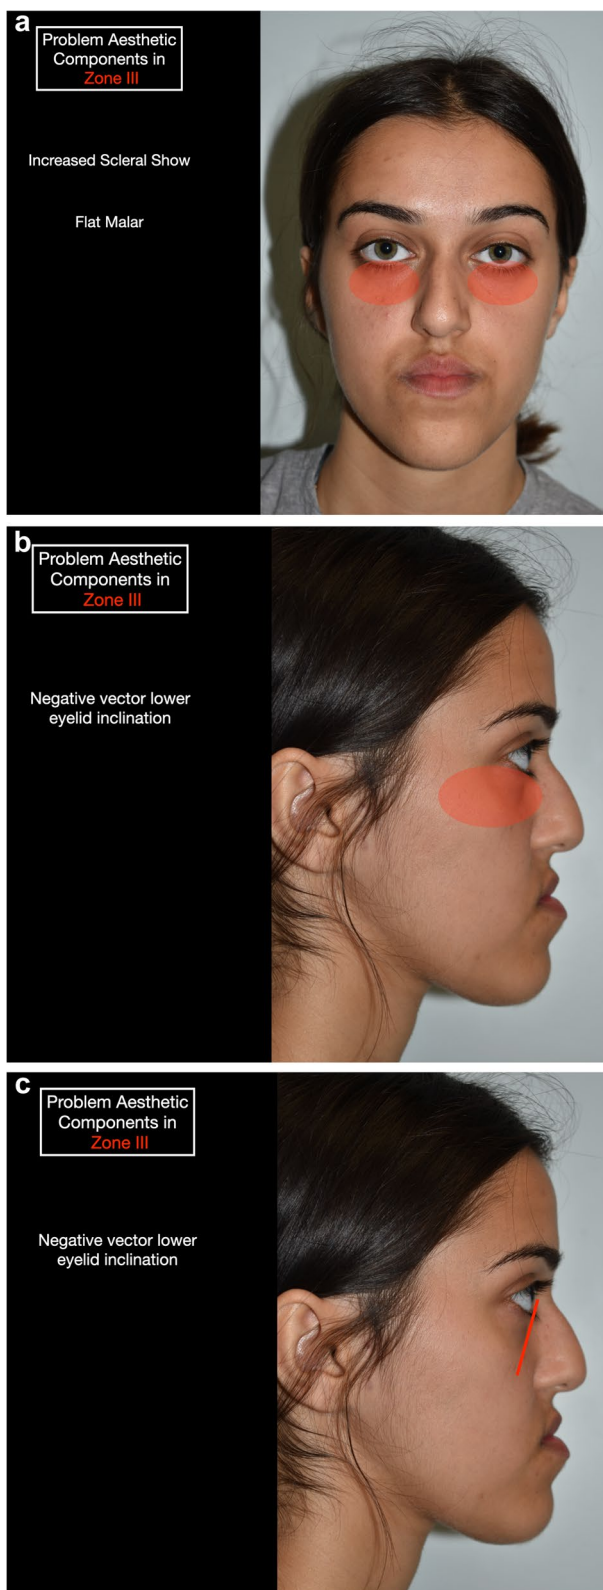 a
Problem Aesthetic
Components in
Zone III
Increased Scleral Show
Flat Malar
b
Problem Aesthetic
Components in
Zone III
Negative vector lower
eyelid inclination
c
Problem Aesthetic
Components in
Zone III
Negative vector lower
eyelid inclination